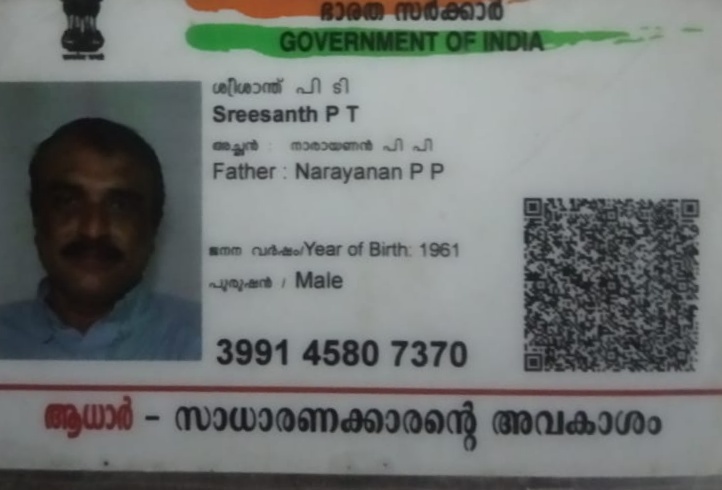 ഭാരത സർക്കാർ
GOVERNMENT OF INDIA
ശ്രീശാന്ത് പി ടി
Sreesanth P T
അച്ഛൻ : നാരായണൻ പി പി
Father : Narayanan P P
ജനന വർഷം/Year of Birth: 1961
പുരുഷൻ / Male
3991 4580 7370
ആധാർ - സാധാരണക്കാരന്റെ അവകാശം